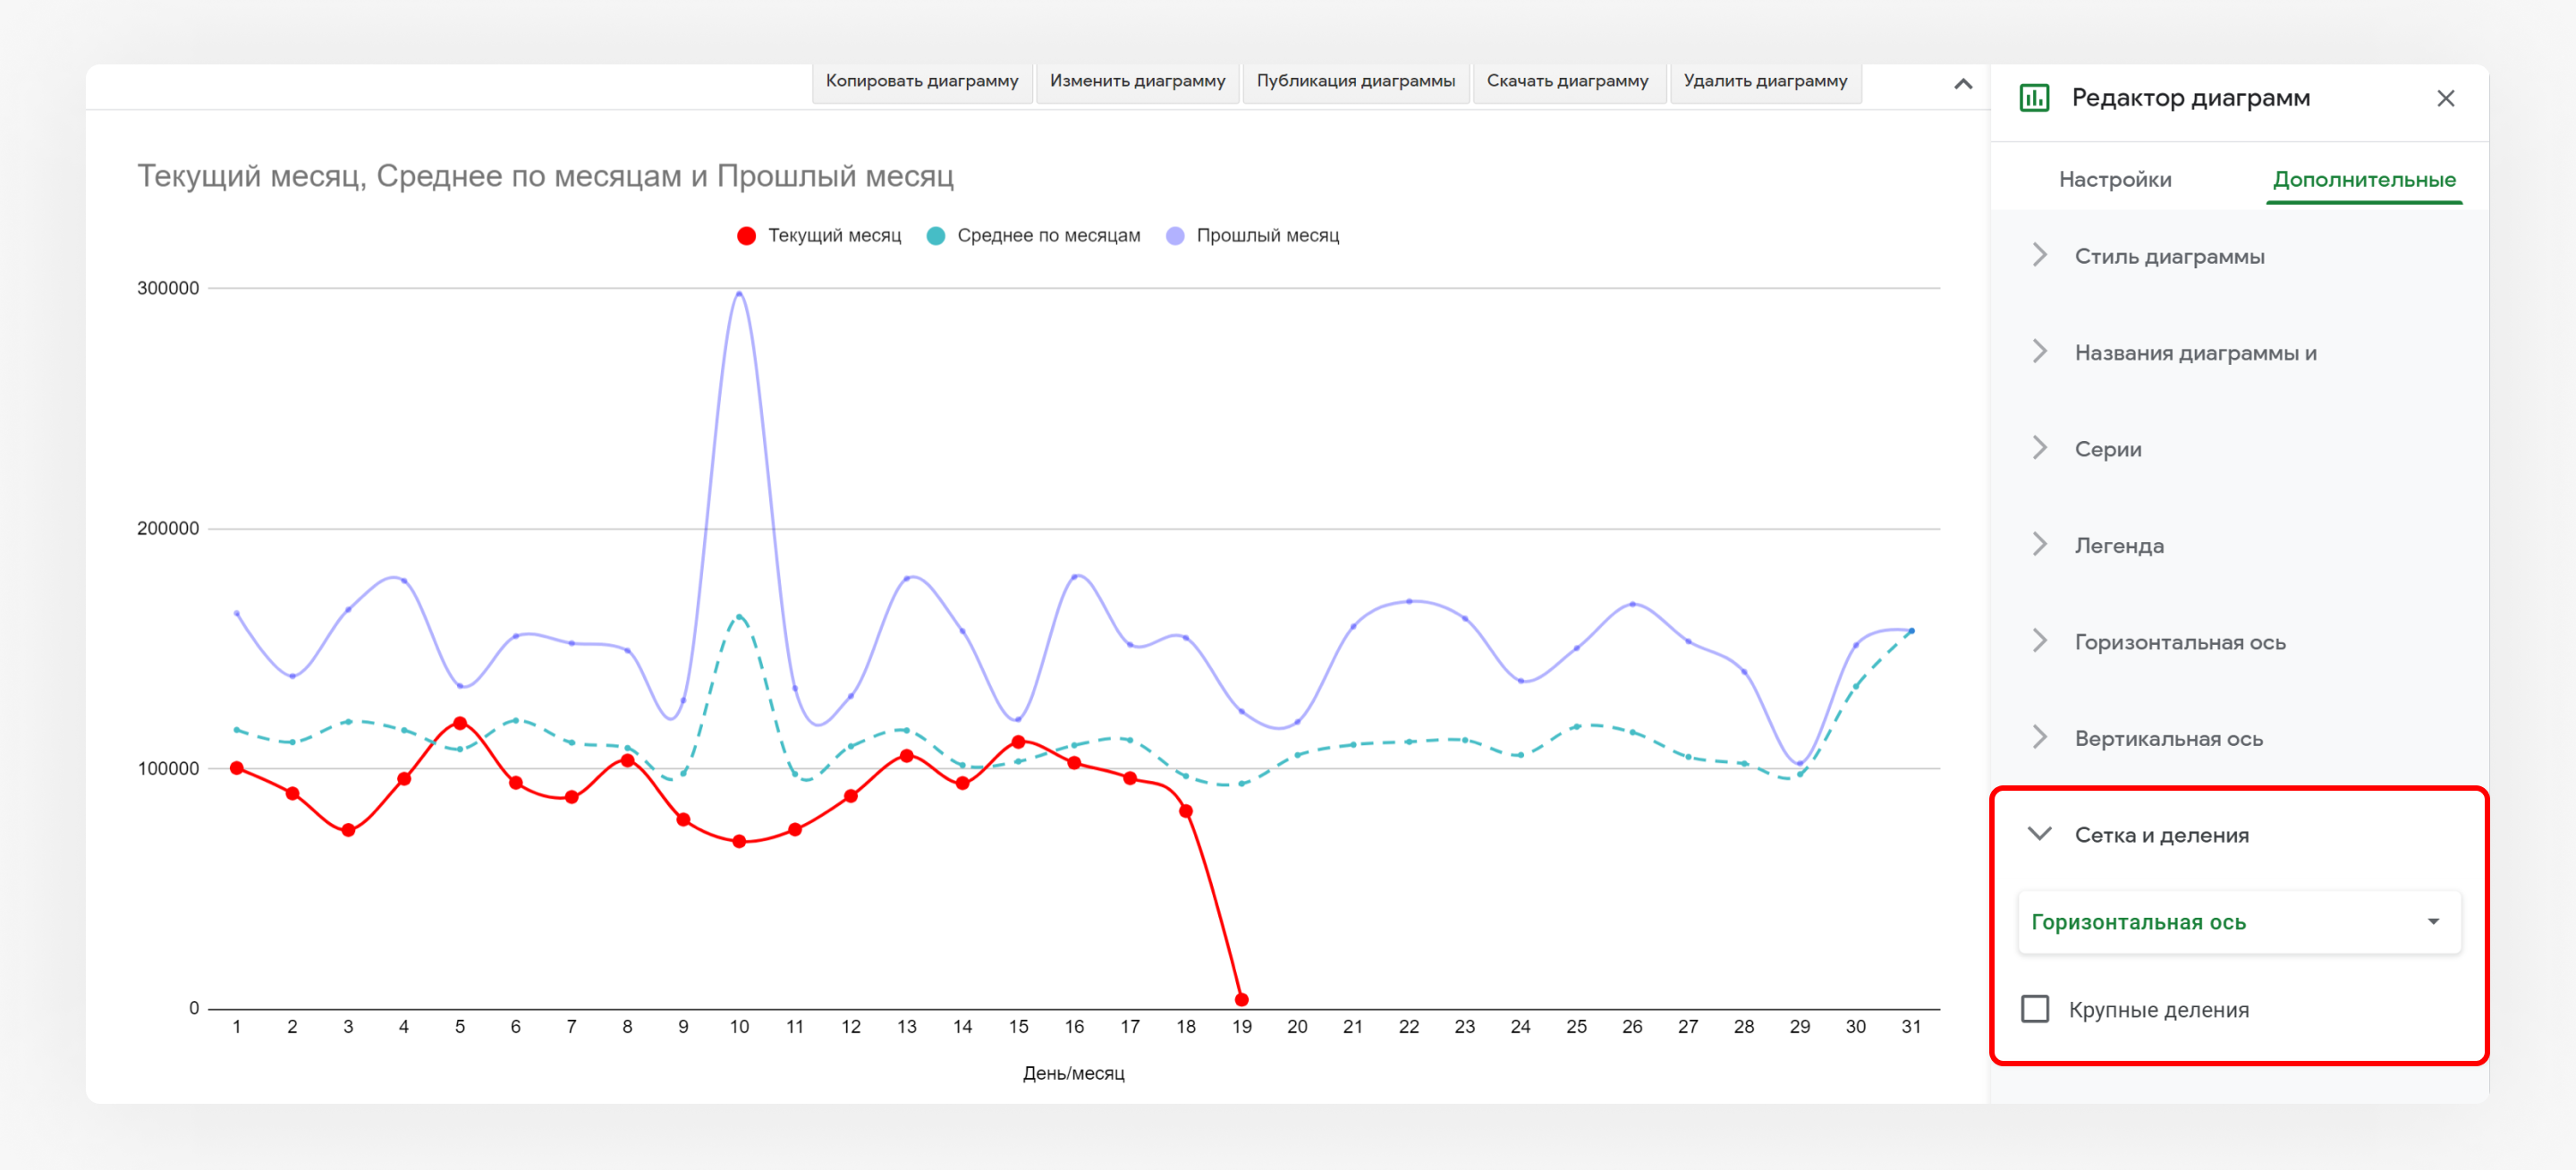 Копировать диаграмму
Изменить диаграмму
Публикация диаграммы
Скачать диаграмму
Удалить диаграмму
Текущий месяц, Среднее по месяцам и Прошлый месяц
Текущий месяц
Среднее по месяцам
Прошлый месяц
300000
200000
100000
0
1 2 3 4 5 6 7 8 9 10 11 12 13 14 15 16 17 18 19 20 21 22 23 24 25 26 27 28 29 30 31
День/месяц
Редактор диаграмм
Настройки
Дополнительные
Стиль диаграммы
Названия диаграммы и
Серии
Легенда
Горизонтальная ось
Вертикальная ось
Сетка и деления
Горизонтальная ось
Крупные деления